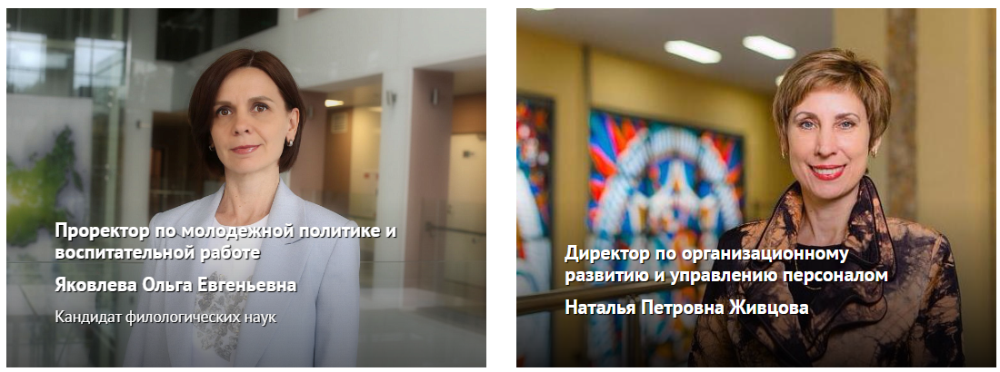 Проректор по молодежной политике и
воспитательной работе
Яковлева Ольга Евгеньевна
Кандидат филологических наук
Директор по организационному
развитию и управлению персоналом
Наталья Петровна Живцова